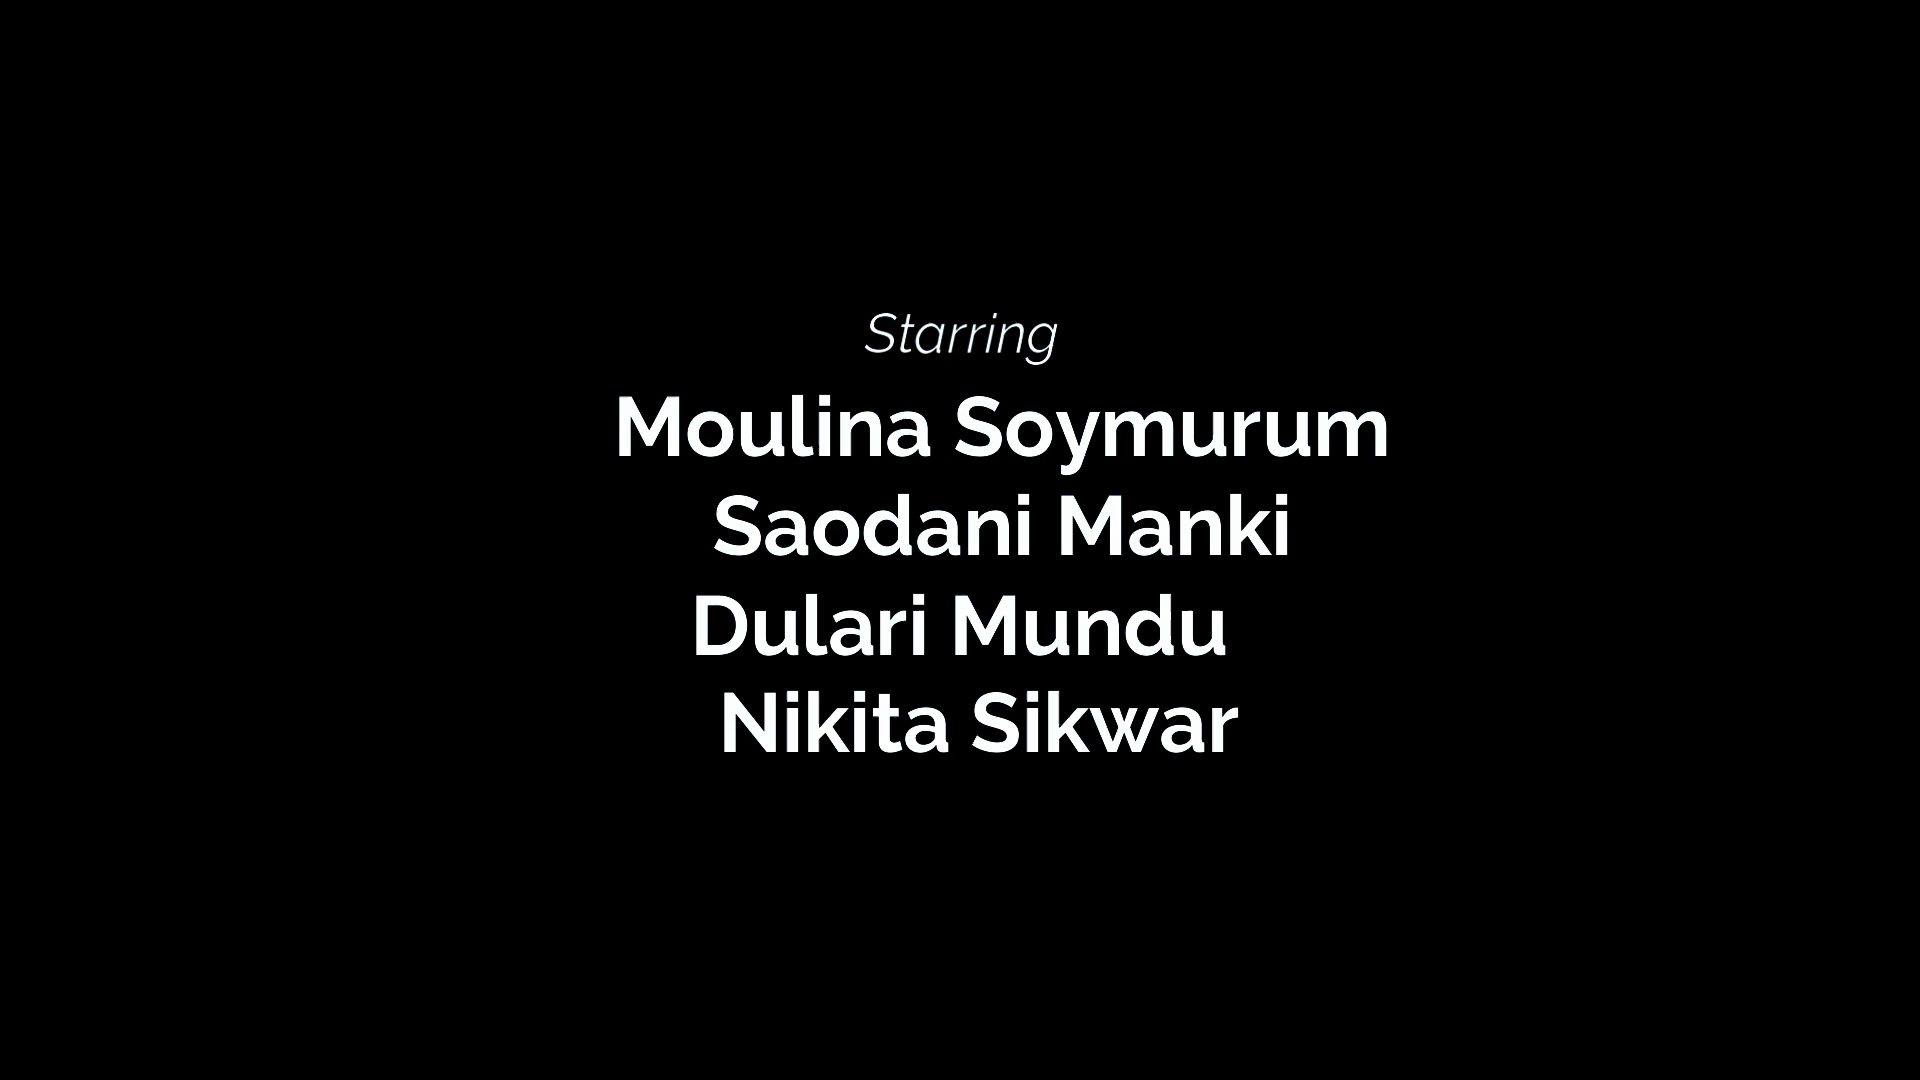 Starring
Moulina Soymurum
Saodani Manki
Dulari Mundu
Nikita Sikwar